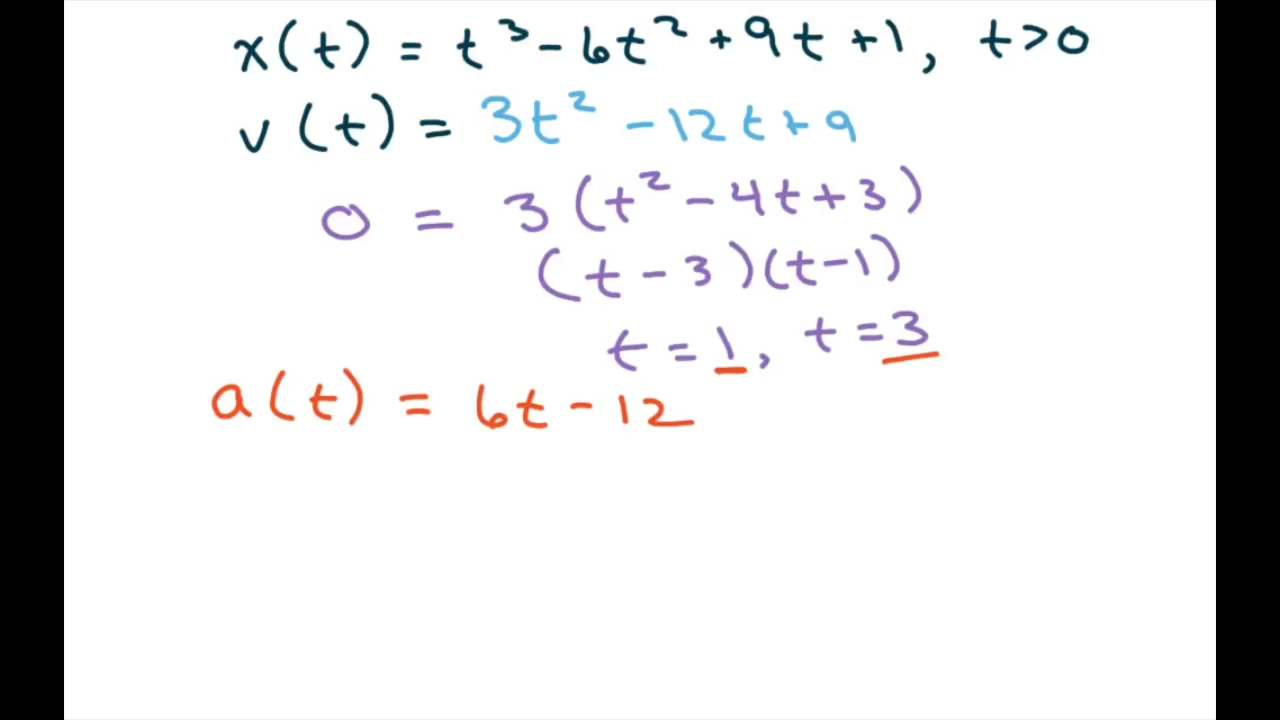 x(t) = t³ - 6t² + 9t + 1, t > 0
v(t) = 3t² - 12t + 9
0 = 3(t² - 4t + 3)
(t - 3)(t - 1)
t = 1, t = 3
a(t) = 6t - 12